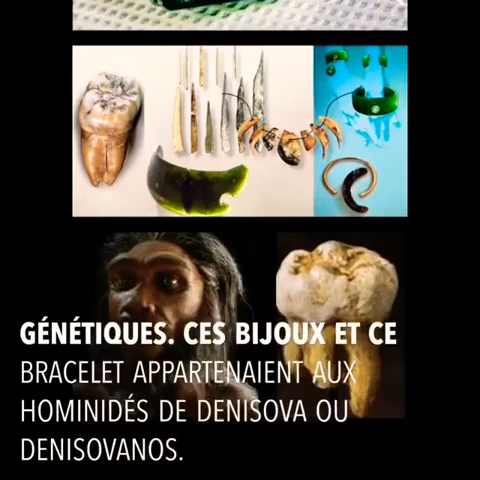 GÉNÉTIQUES. CES BIJOUX ET CE
BRACELET APPARTENAIENT AUX
HOMINIDÉS DE DENISOVA OU
DENISOVANOS.